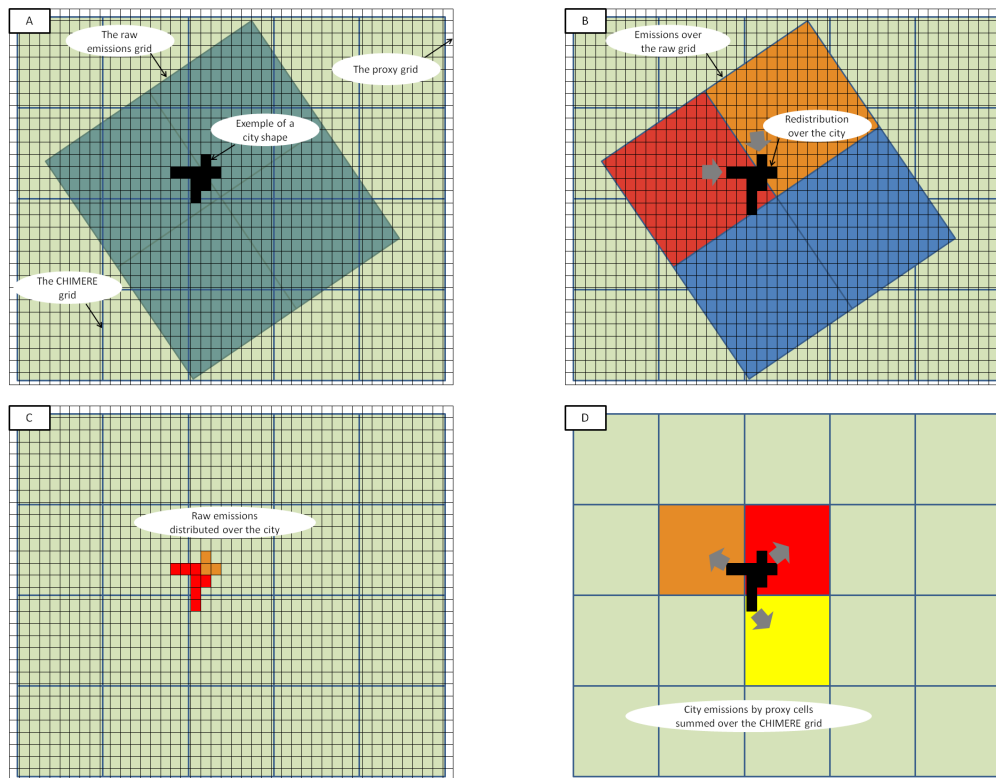 A
The raw
emissions grid
The proxy grid
Exemple of a
city shape
The CHIMERE
grid
B
Emissions over
the raw grid
Redistribution
over the city
C
Raw emissions
distributed over the city
D
City emissions by proxy cells
summed over the CHIMERE grid